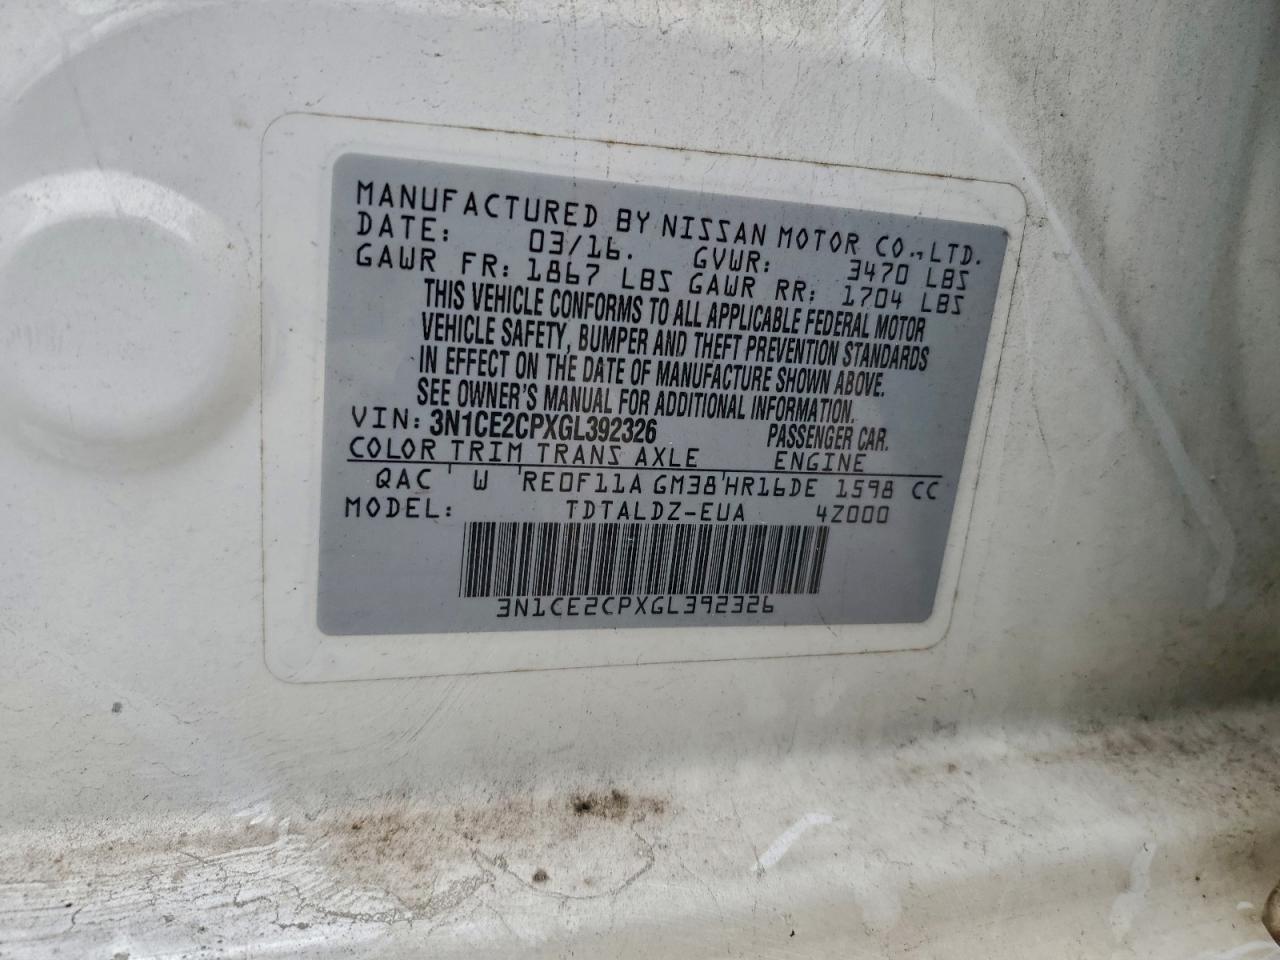 MANUFACTURED BY NISSAN MOTOR CO., LTD.
DATE: 03/16. GVWR: 3470 LBS
GAWR FR: 1867 LBS GAWR RR: 1704 LBS
THIS VEHICLE CONFORMS TO ALL APPLICABLE FEDERAL MOTOR
VEHICLE SAFETY, BUMPER AND THEFT PREVENTION STANDARDS
IN EFFECT ON THE DATE OF MANUFACTURE SHOWN ABOVE.
SEE OWNER'S MANUAL FOR ADDITIONAL INFORMATION.
VIN: 3N1CE2CPXGL392326 PASSENGER CAR.
COLOR TRIM TRANS AXLE ENGINE
QAC ' W ' RE0F11A GM38 ' HR16DE 1598 CC
MODEL: TDTALDZ-EUA 4Z000
3N1CE2CPXGL392326